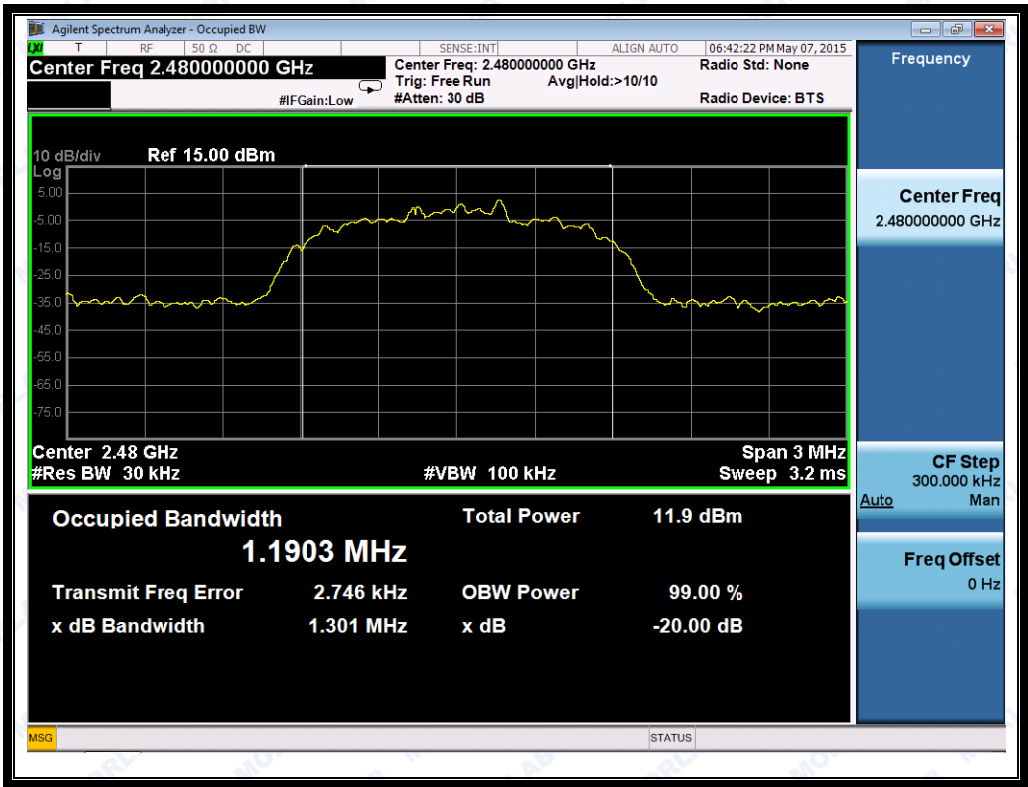 Agilent Spectrum Analyzer - Occupied BW
LXI T RF 50 Ω DC SENSE:INT ALIGN AUTO 06:42:22 PM May 07, 2015
Center Freq 2.480000000 GHz
Center Freq: 2.480000000 GHz Radio Std: None
Trig: Free Run Avg|Hold:>10/10
#IFGain:Low #Atten: 30 dB Radio Device: BTS
Frequency
10 dB/div Ref 15.00 dBm
Log
5.00
-5.00
-15.0
-25.0
-35.0
-45.0
-55.0
-65.0
-75.0
Center 2.48 GHz Span 3 MHz
#Res BW 30 kHz #VBW 100 kHz Sweep 3.2 ms
Center Freq
2.480000000 GHz
CF Step
300.000 kHz
Auto Man
Freq Offset
0 Hz
Occupied Bandwidth Total Power 11.9 dBm
1.1903 MHz
Transmit Freq Error 2.746 kHz OBW Power 99.00 %
x dB Bandwidth 1.301 MHz x dB -20.00 dB
MSG STATUS